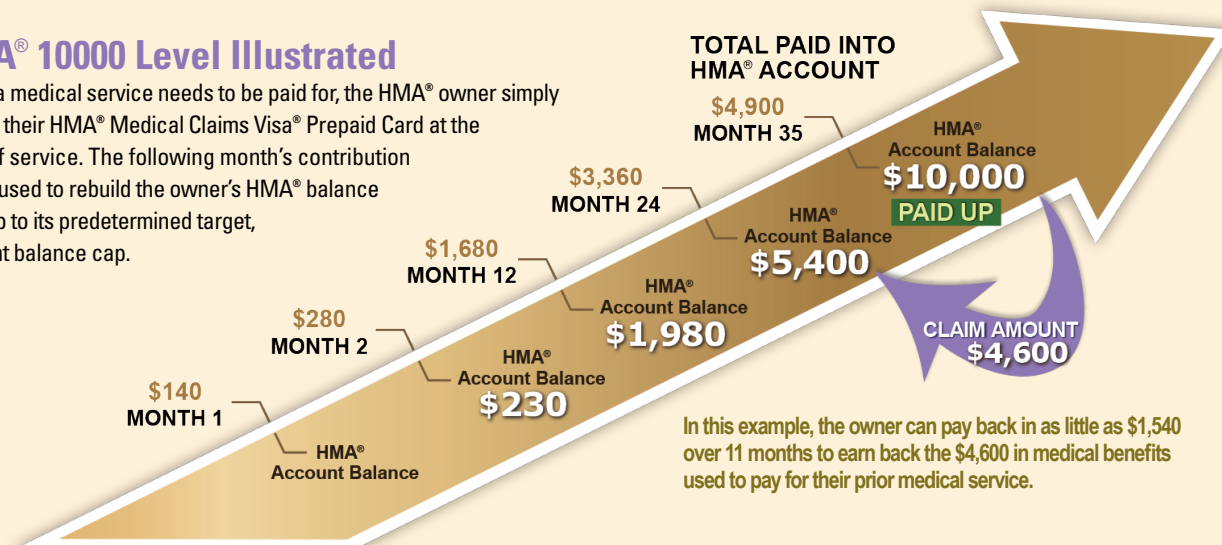 A® 10000 Level Illustrated
a medical service needs to be paid for, the HMA® owner simply
their HMA® Medical Claims Visa® Prepaid Card at the
f service. The following month's contribution
used to rebuild the owner's HMA® balance
p to its predetermined target,
nt balance cap.
TOTAL PAID INTO
HMA® ACCOUNT
$4,900
MONTH 35
HMA®
Account Balance
$10,000
PAID UP
$3,360
MONTH 24
HMA®
Account Balance
$5,400
$1,680
MONTH 12
HMA®
Account Balance
$1,980
$280
MONTH 2
HMA®
Account Balance
$230
$140
MONTH 1
HMA®
Account Balance
CLAIM AMOUNT
$4,600
In this example, the owner can pay back in as little as $1,540
over 11 months to earn back the $4,600 in medical benefits
used to pay for their prior medical service.